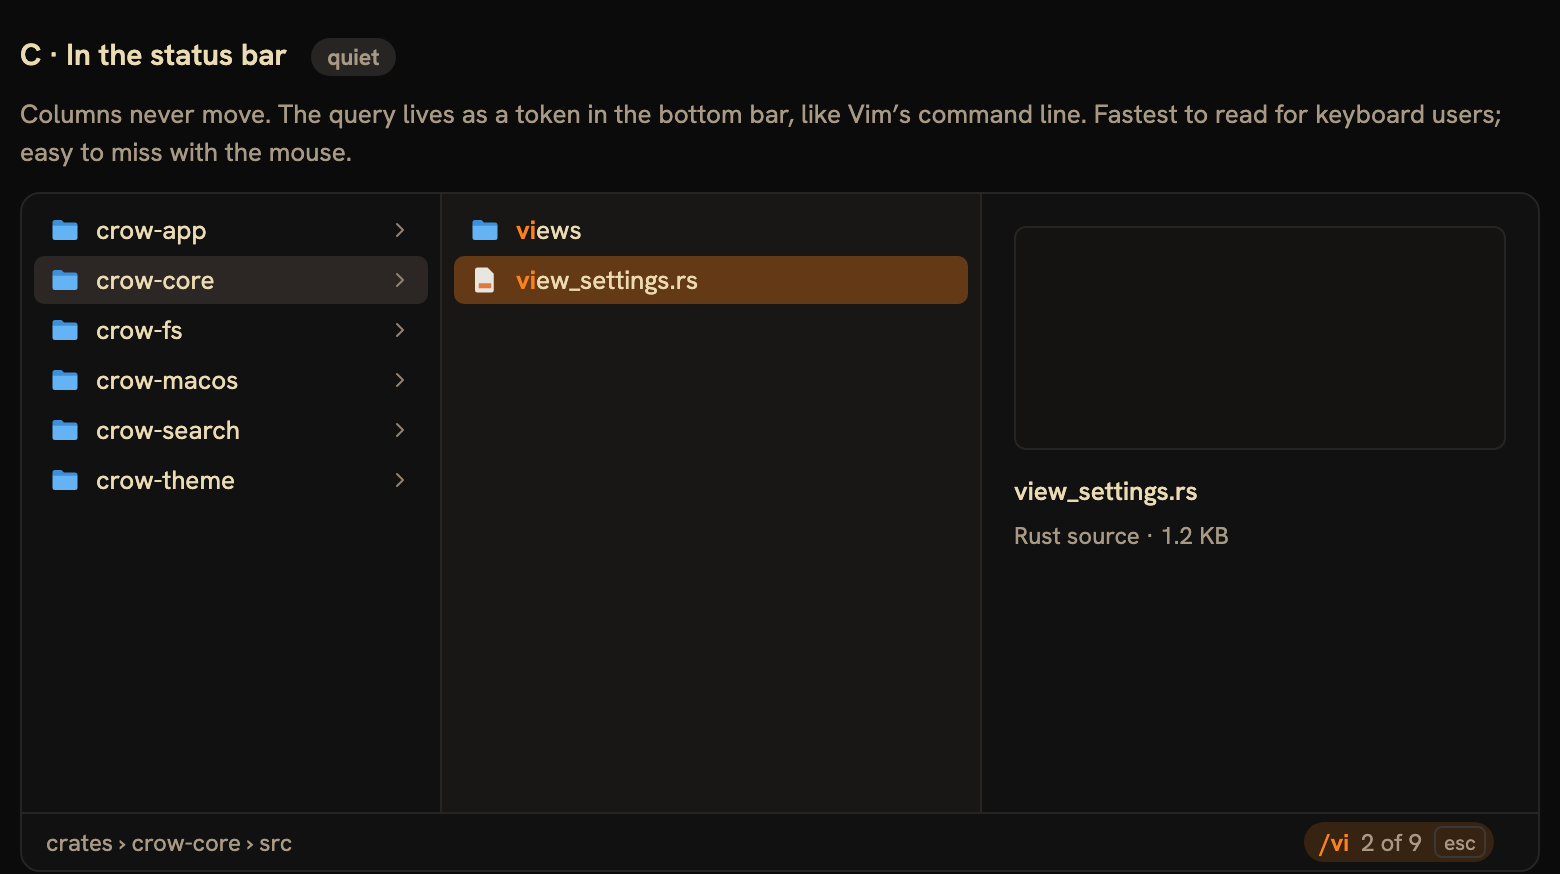 C · In the status bar quiet
Columns never move. The query lives as a token in the bottom bar, like Vim’s command line. Fastest to read for keyboard users;
easy to miss with the mouse.
crow-app
crow-core
crow-fs
crow-macos
crow-search
crow-theme
views
view_settings.rs
view_settings.rs
Rust source · 1.2 KB
crates › crow-core › src
/vi 2 of 9 esc